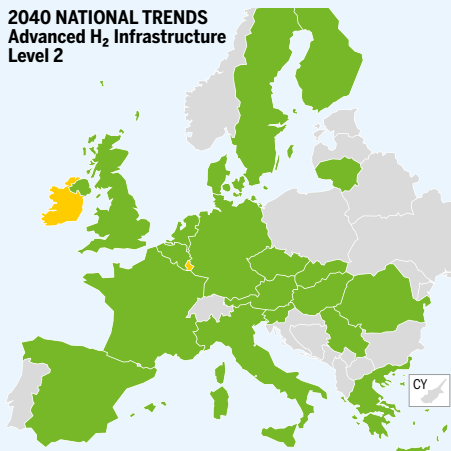 2040 NATIONAL TRENDS
Advanced H₂ Infrastructure
Level 2
CY